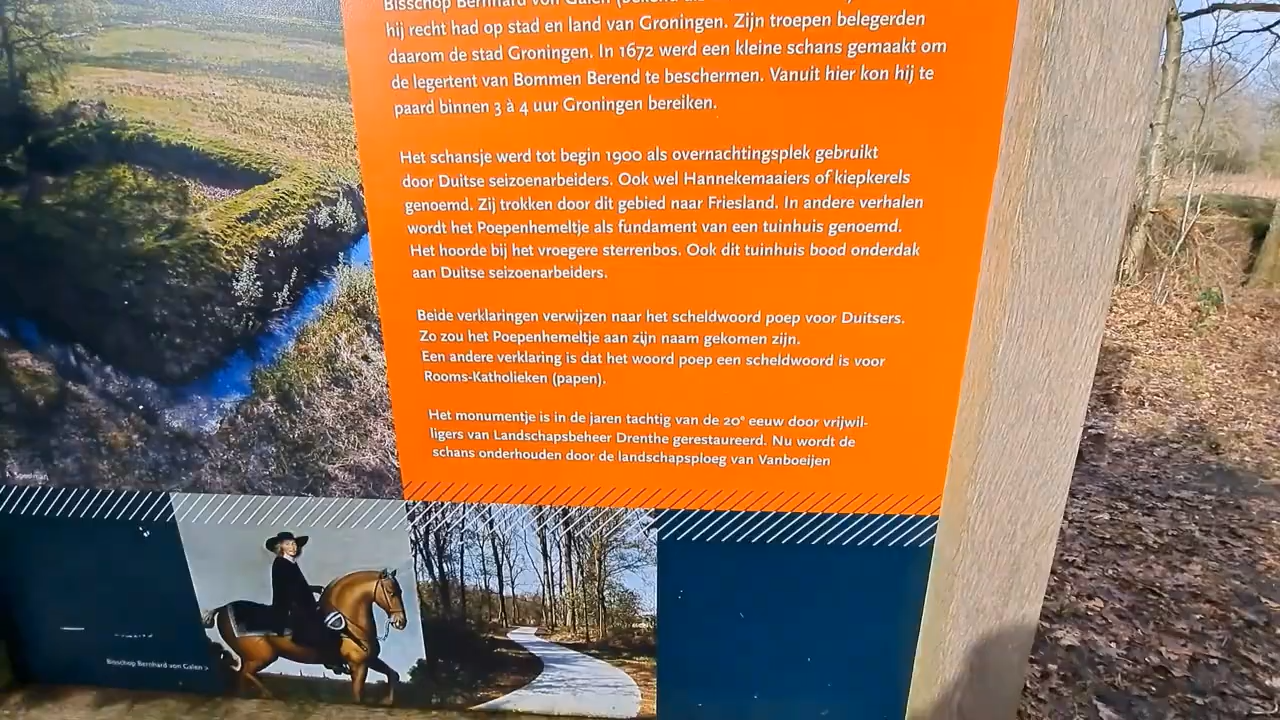 Bisschop Bernhard von Galen
hij recht had op stad en land van Groningen. Zijn troepen belegerden
daarom de stad Groningen. In 1672 werd een kleine schans gemaakt om
de legertent van Bommen Berend te beschermen. Vanuit hier kon hij te
paard binnen 3 à 4 uur Groningen bereiken.
Het schansje werd tot begin 1900 als overnachtingsplek gebruikt
door Duitse seizoenarbeiders. Ook wel Hannekemaaiers of kiepkerels
genoemd. Zij trokken door dit gebied naar Friesland. In andere verhalen
wordt het Poepenhemeltje als fundament van een tuinhuis genoemd.
Het hoorde bij het vroegere sterrenbos. Ook dit tuinhuis bood onderdak
aan Duitse seizoenarbeiders.
Beide verklaringen verwijzen naar het scheldwoord poep voor Duitsers.
Zo zou het Poepenhemeltje aan zijn naam gekomen zijn.
Een andere verklaring is dat het woord poep een scheldwoord is voor
Rooms-Katholieken (papen).
Het monumentje is in de jaren tachtig van de 20e eeuw door vrijwil-
ligers van Landschapsbeheer Drenthe gerestaureerd. Nu wordt de
schans onderhouden door de landschapsploeg van Vanboeijen
Bisschop Bernhard von Galen >